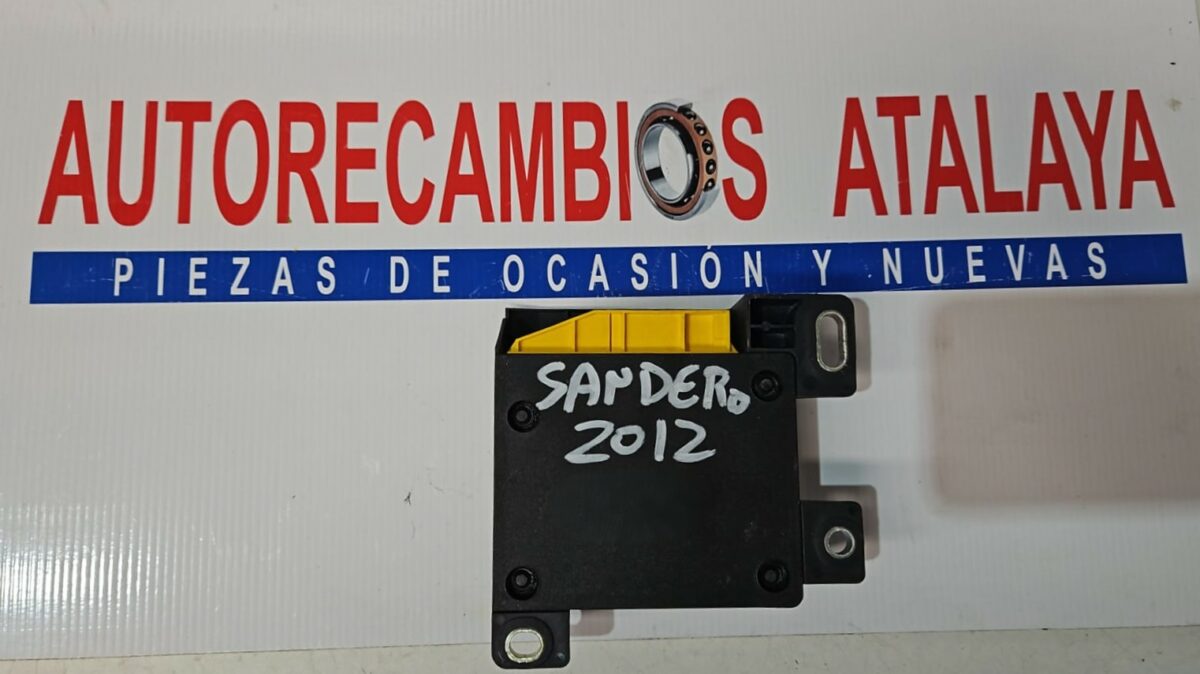 AUTORECAMBIOS ATALAYA
PIEZAS DE OCASIÓN Y NUEVAS
SANDERO
2012